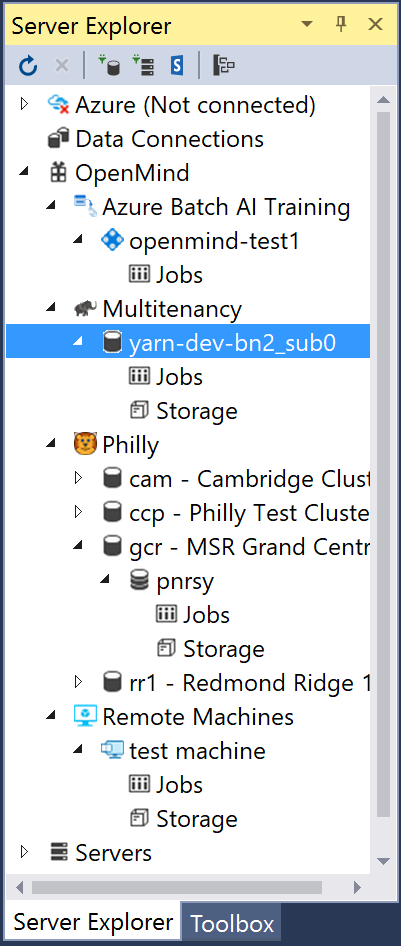 Server Explorer
Azure (Not connected)
Data Connections
OpenMind
Azure Batch AI Training
openmind-test1
Jobs
Multitenancy
yarn-dev-bn2_sub0
Jobs
Storage
Philly
cam - Cambridge Clust
ccp - Philly Test Cluste
gcr - MSR Grand Centr
pnrsy
Jobs
Storage
rr1 - Redmond Ridge 1
Remote Machines
test machine
Jobs
Storage
Servers
Server Explorer Toolbox